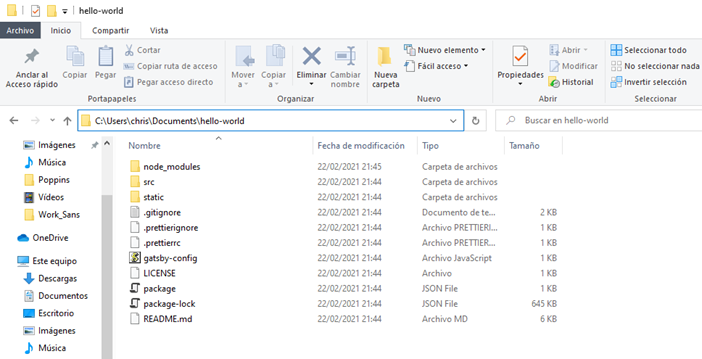 hello-world
Archivo Inicio Compartir Vista
Anclar al Acceso rápido
Copiar
Pegar
Cortar
Copiar ruta de acceso
Pegar acceso directo
Portapapeles
Mover a
Copiar a
Eliminar
Cambiar nombre
Organizar
Nueva carpeta
Nuevo elemento
Fácil acceso
Nuevo
Propiedades
Abrir
Modificar
Historial
Abrir
Seleccionar todo
No seleccionar nada
Invertir selección
Seleccionar
C:\Users\chris\Documents\hello-world
Buscar en hello-world
Imágenes
Música
Poppins
Vídeos
Work_Sans
OneDrive
Este equipo
Descargas
Documentos
Escritorio
Imágenes
Música
Nombre Fecha de modificación Tipo Tamaño
node_modules 22/02/2021 21:45 Carpeta de archivos
src 22/02/2021 21:44 Carpeta de archivos
static 22/02/2021 21:44 Carpeta de archivos
.gitignore 22/02/2021 21:44 Documento de te... 2 KB
.prettierignore 22/02/2021 21:44 Archivo PRETTIERI... 1 KB
.prettierrc 22/02/2021 21:44 Archivo PRETTIER... 1 KB
gatsby-config 22/02/2021 21:44 Archivo JavaScript 1 KB
LICENSE 22/02/2021 21:44 Archivo 1 KB
package 22/02/2021 21:44 JSON File 1 KB
package-lock 22/02/2021 21:44 JSON File 645 KB
README.md 22/02/2021 21:44 Archivo MD 6 KB